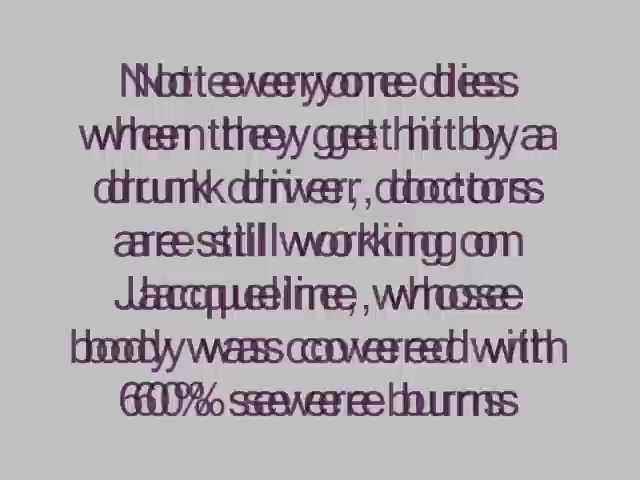 Not everyone dies
when they get hit by a
drunk driver, doctors
are still working on
Jacqueline, whose
body was covered with
60% severe burns